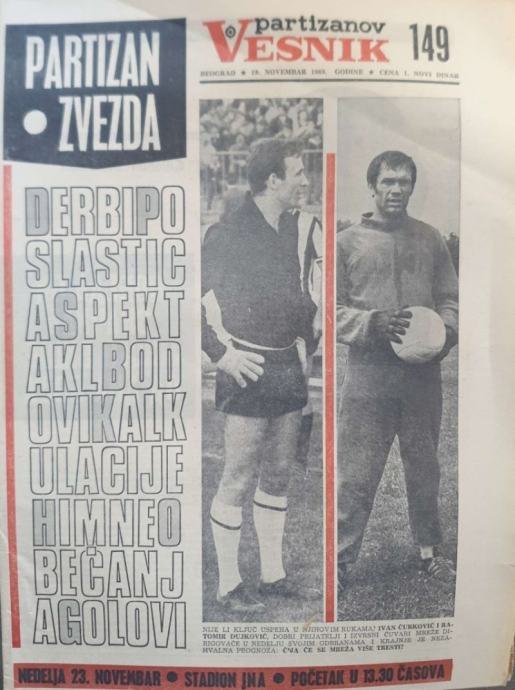 PARTIZAN
ZVEZDA
partizanov
VESNIK
149
BEOGRAD ★ 19. NOVEMBAR 1969. GODINE ★ CENA 1. NOVI DINAR
DERBIPO
SLASTIC
ASPEKT
AKLBOD
OVIKALK
ULACIJE
HIMNEO
BEČANJ
AGOLOVI
NIJE LI KLJUČ USPEHA U NJIHOVIM RUKAMA? IVAN ĆURKOVIĆ I RA-
TOMIR DUJKOVIĆ, DOBRI PRIJATELJI I IZVRSNI ČUVARI MREŽE DI-
RIGOVAĆE U NEDELJU SVOJIM ODBRANAMA I KRAJNJE JE NEZA-
HVALNA PROGNOZA: ČIJA ĆE SE MREŽA VIŠE TRESTI?
NEDELJA 23. NOVEMBAR • STADION JNA • POČETAK U 13.30 ČASOVA